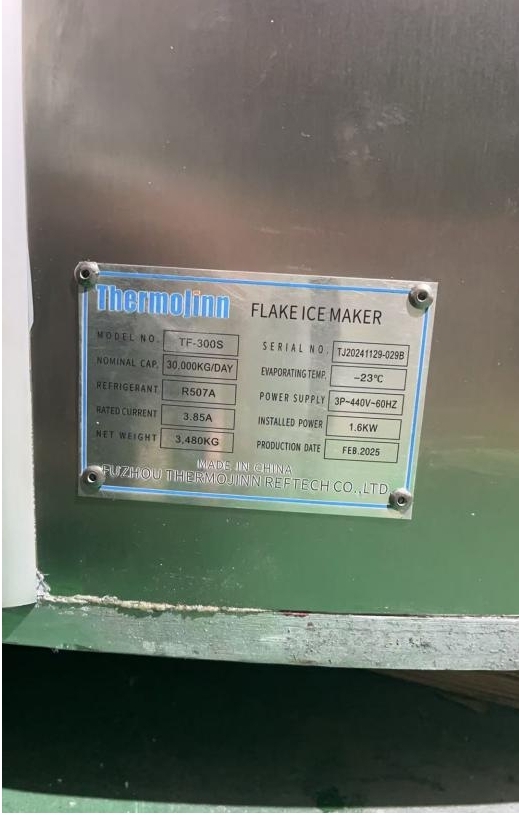 Thermojinn FLAKE ICE MAKER
MODEL NO. TF-300S
NOMINAL CAP. 30,000KG/DAY
REFRIGERANT. R507A
RATED CURRENT 3.85A
NET WEIGHT 3,480KG
SERIAL NO. TJ20241129-029B
EVAPORATING TEMP. -23℃
POWER SUPPLY 3P~440V~60HZ
INSTALLED POWER 1.6KW
PRODUCTION DATE FEB.2025
MADE IN CHINA
FUZHOU THERMOJINN REFTECH CO.,LTD